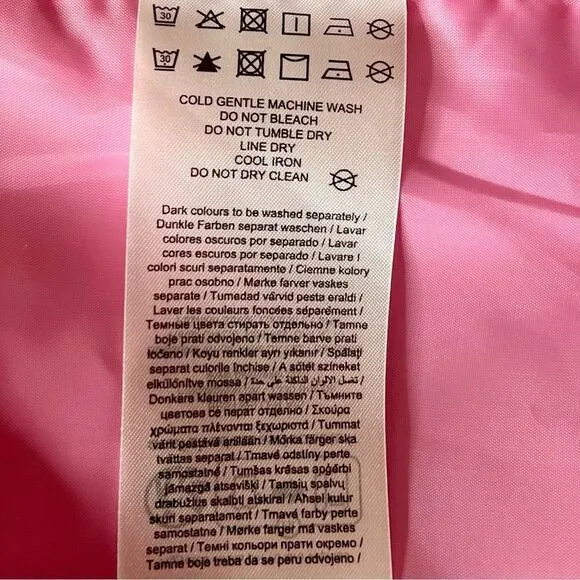 30
30
COLD GENTLE MACHINE WASH
DO NOT BLEACH
DO NOT TUMBLE DRY
LINE DRY
COOL IRON
DO NOT DRY CLEAN
Dark colours to be washed separately /
Dunkle Farben separat waschen / Lavar
colores oscuros por separado / Lavar
cores escuros por separado / Lavare I
colori scuri separatamente / Ciemne kolory
prac osobno / Mørke farver vaskes
separate / Tumedad värvid pesta eraldi /
Laver les couleurs foncées séparément /
Темные цвета стирать отдельно / Tamne
boje prati odvojeno / Temne barve prati
ločeno / Koyu renkler ayrı yıkanır / Spălați
separat culorile închise / A sötét színeket
elkülönítve mossa / تغسل الالوان الداكنة على حدة /
Donkere kleuren apart wassen / Тъмните
цветове се перат отделно / Σκούρα
χρώματα πλένονται ξεχωριστά / Tummat
värit pestävä erillään / Mörka färger ska
tvättas separat / Tmavé odstíny perte
samostatně / Tumšas krāsas apģērbi
jāmazgā atsevišķi / Tamsių spalvų
drabužius skalbti atskirai / Ahsel kulur
skuri separatament / Tmavé farby perte
samostatne / Mørke farger må vaskes
separat / Темні кольори прати окремо /
Tamne boje treba da se peru odvojeno /